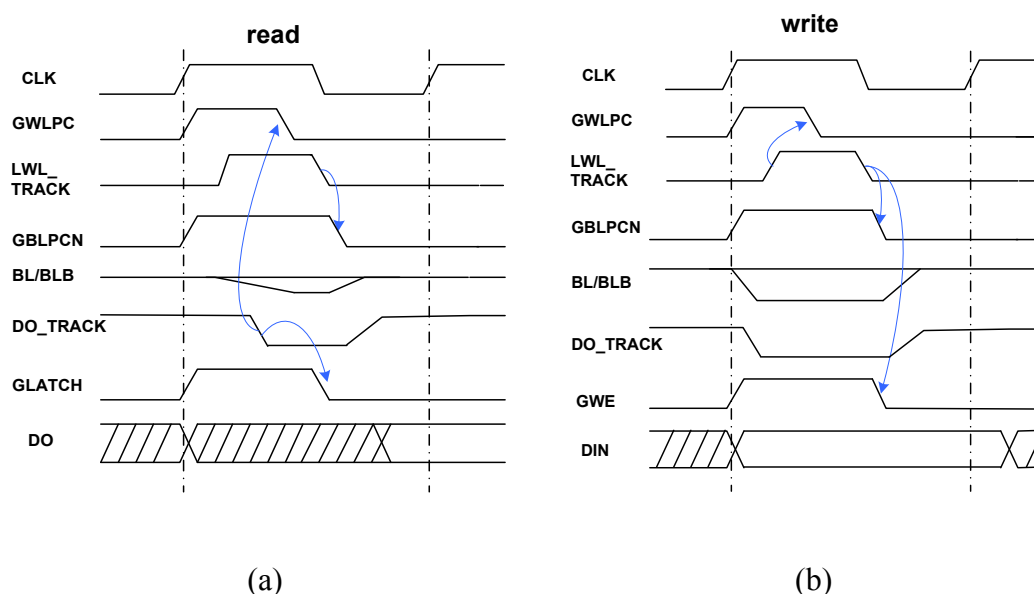 read
CLK
GWLPC
LWL_
TRACK
GBLPCN
BL/BLB
DO_TRACK
GLATCH
DO
(a)
write
CLK
GWLPC
LWL_
TRACK
GBLPCN
BL/BLB
DO_TRACK
GWE
DIN
(b)